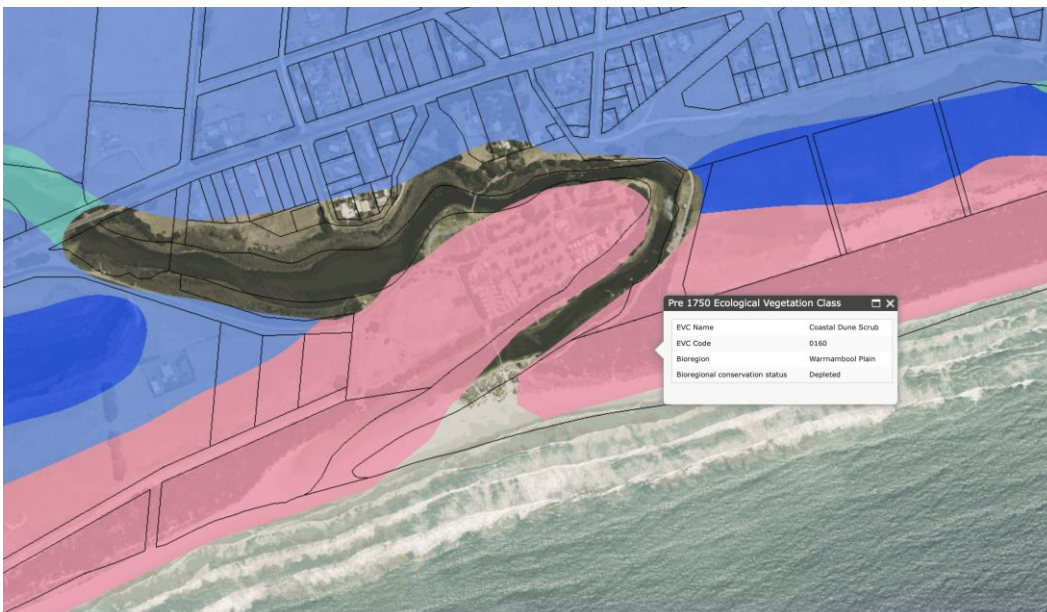 Pre 1750 Ecological Vegetation Class
EVC Name Coastal Dune Scrub
EVC Code 0160
Bioregion Warrnambool Plain
Bioregional conservation status Depleted